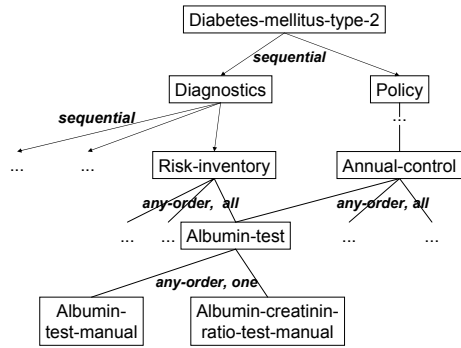 Diabetes-mellitus-type-2
sequential
Diagnostics
Policy
sequential
...
...
...
Risk-inventory
Annual-control
any-order, all
any-order, all
...
...
Albumin-test
...
...
any-order, one
Albumin-
test-manual
Albumin-creatinin-
ratio-test-manual